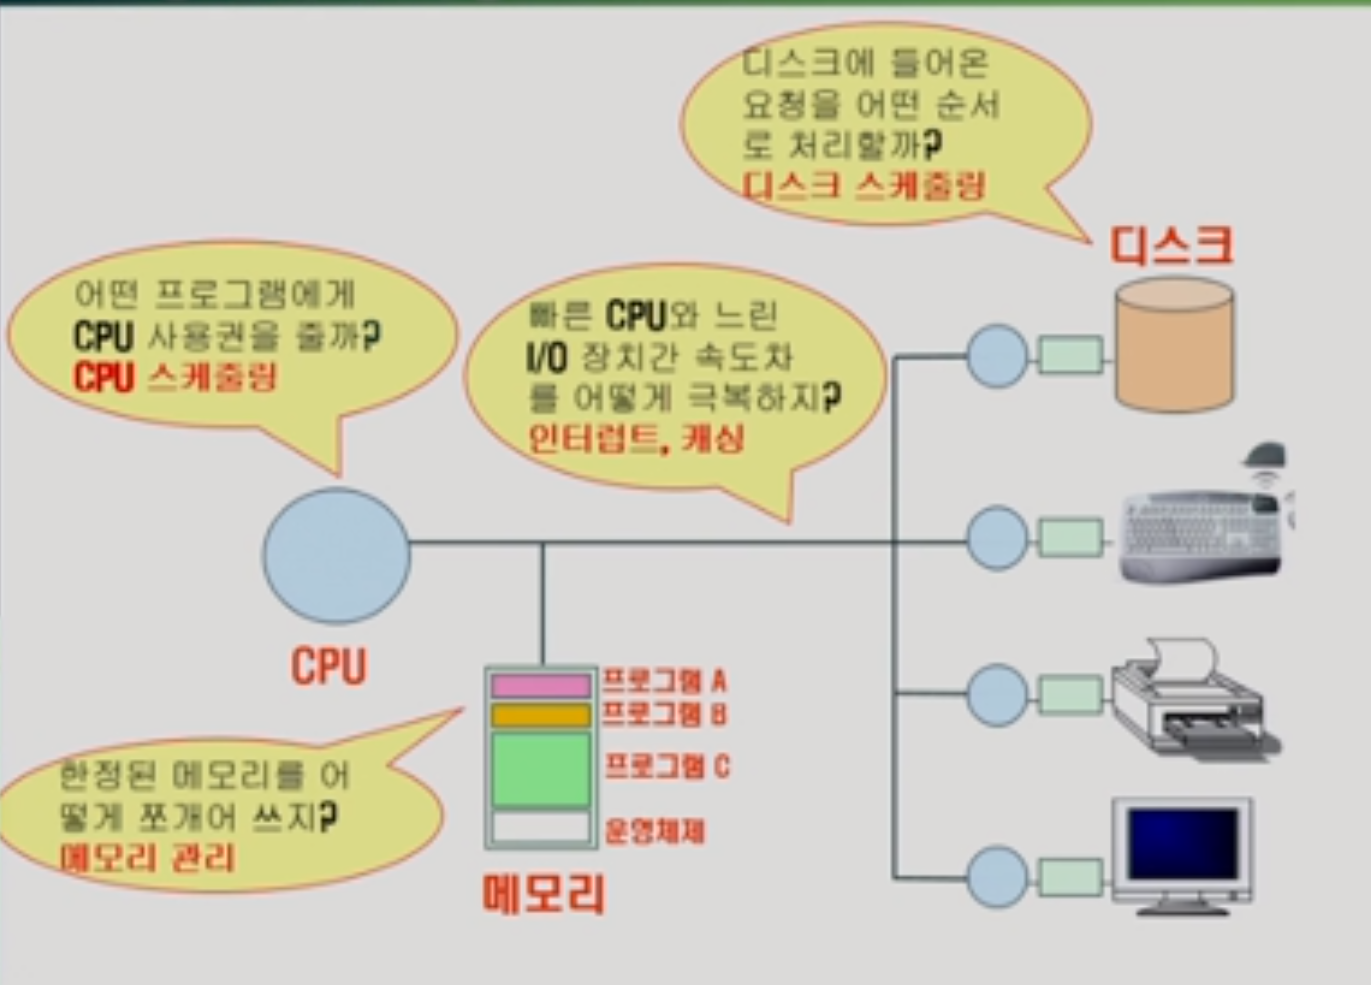 디스크에 들어온
요청을 어떤 순서
로 처리할까?
디스크 스케줄링
디스크
어떤 프로그램에게
CPU 사용권을 줄까?
CPU 스케줄링
빠른 CPU와 느린
I/O 장치간 속도차
를 어떻게 극복하지?
인터럽트, 캐싱
CPU
프로그램 A
프로그램 B
프로그램 C
운영체제
메모리
한정된 메모리를 어
떻게 쪼개어 쓰지?
메모리 관리